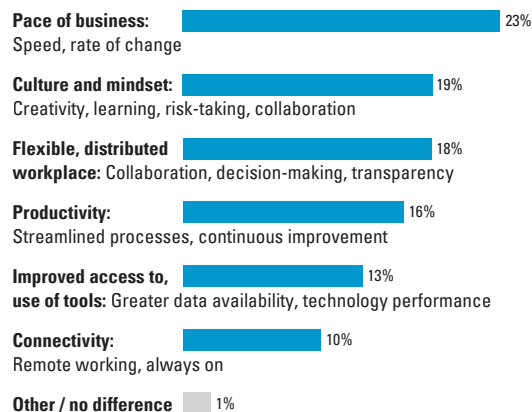 Pace of business: 23%
Speed, rate of change
Culture and mindset: 19%
Creativity, learning, risk-taking, collaboration
Flexible, distributed 18%
workplace: Collaboration, decision-making, transparency
Productivity: 16%
Streamlined processes, continuous improvement
Improved access to, 13%
use of tools: Greater data availability, technology performance
Connectivity: 10%
Remote working, always on
Other / no difference 1%